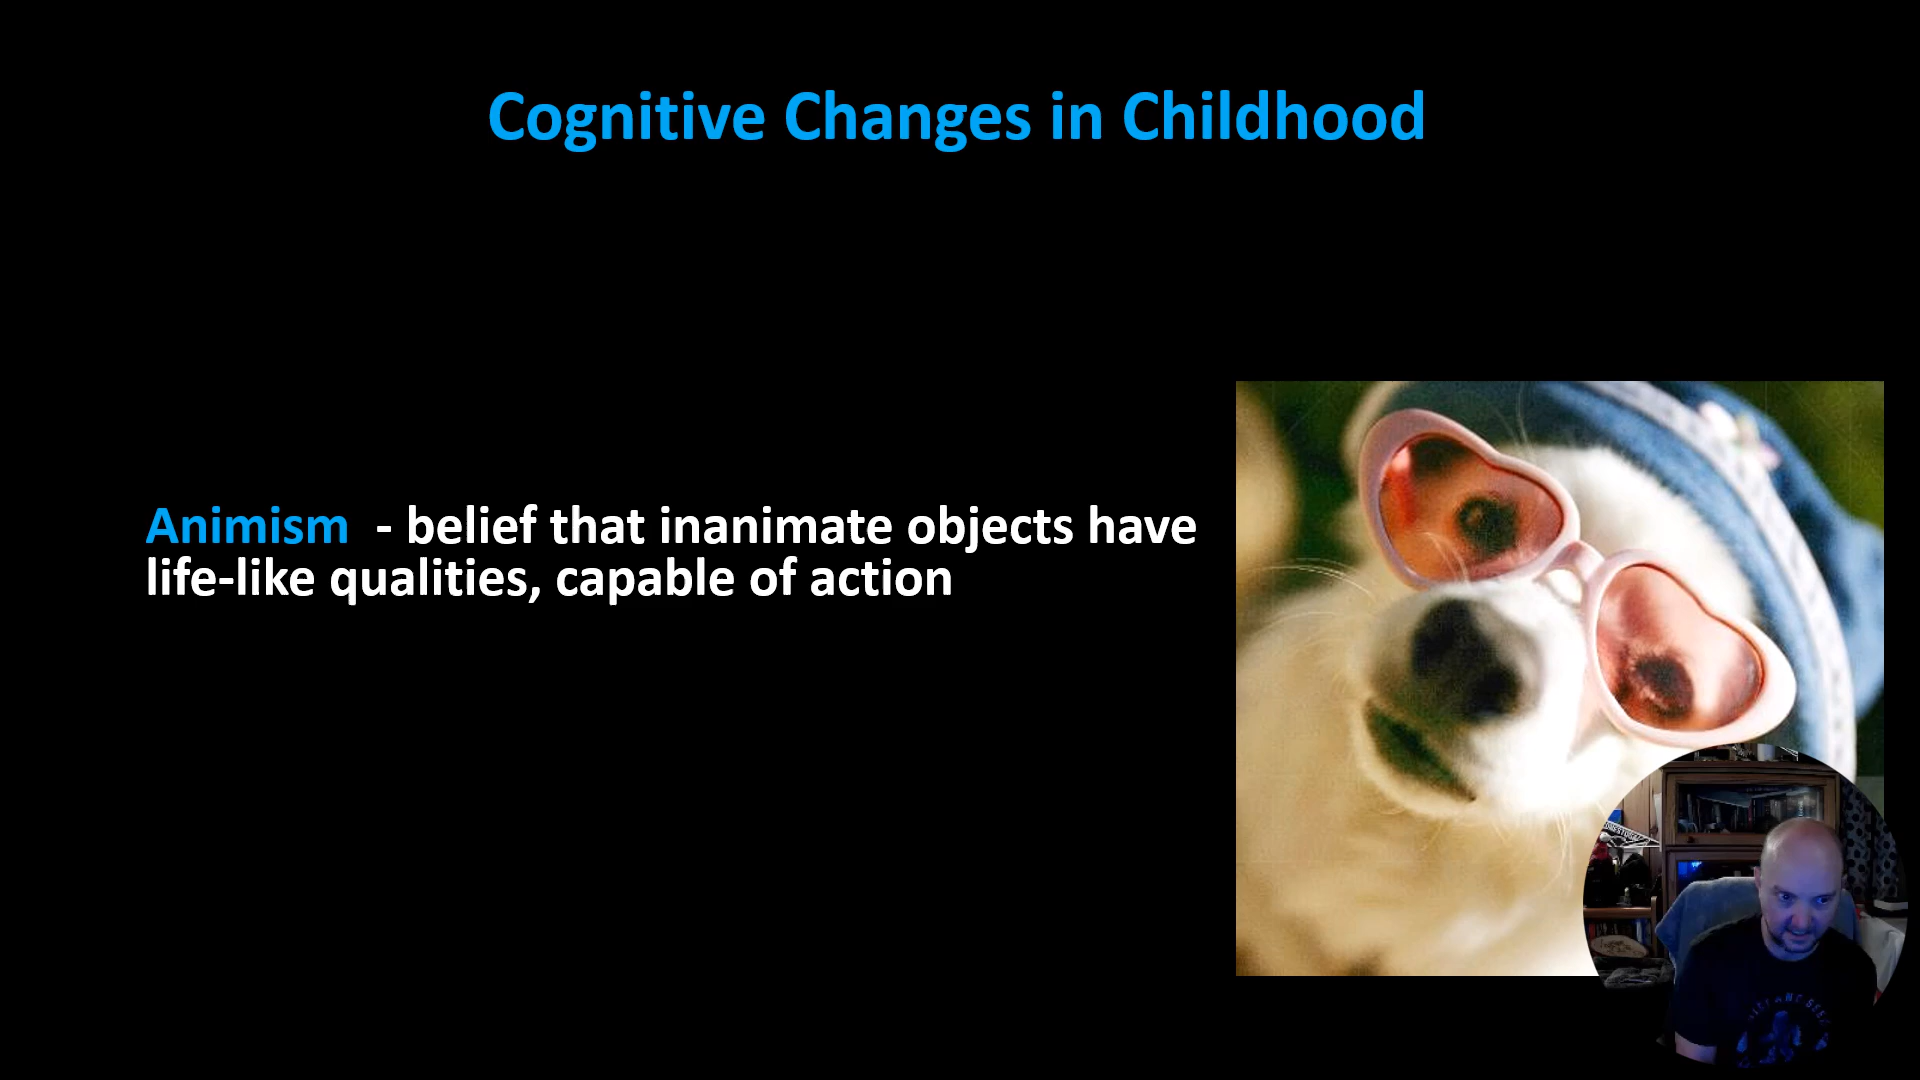 Cognitive Changes in Childhood
Animism - belief that inanimate objects have
life-like qualities, capable of action